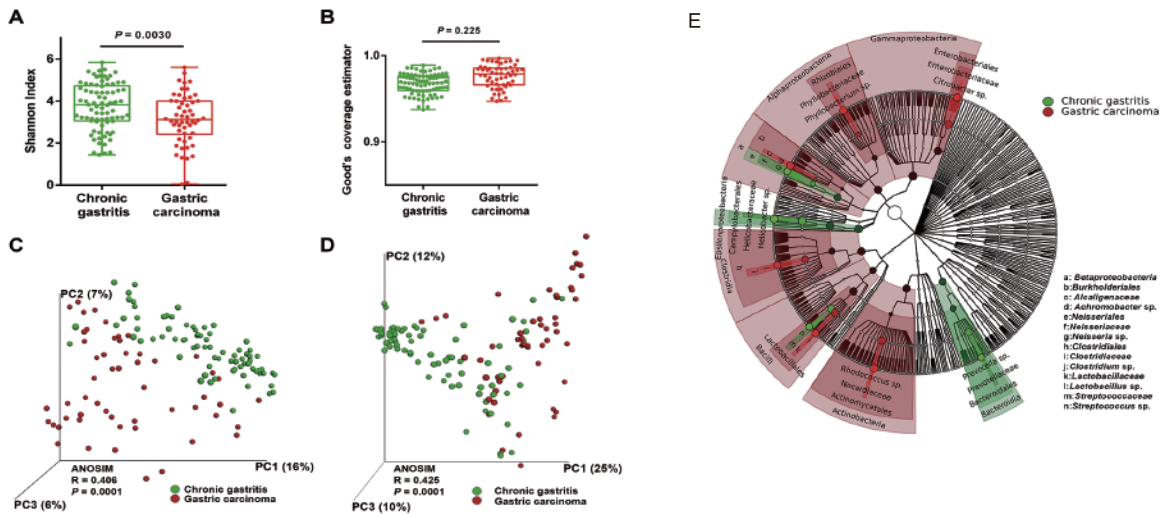 A
P = 0.0030
Shannon Index
6
4
2
0
Chronic gastritis
Gastric carcinoma
B
P = 0.225
Good's coverage estimator
1.0
0.9
Chronic gastritis
Gastric carcinoma
C
PC2 (7%)
PC1 (16%)
PC3 (6%)
ANOSIM
R = 0.406
P = 0.0001
Chronic gastritis
Gastric carcinoma
D
PC2 (12%)
PC1 (25%)
PC3 (10%)
ANOSIM
R = 0.425
P = 0.0001
Chronic gastritis
Gastric carcinoma
E
Gammaproteobacteria
Enterobacteriales
Enterobacteriaceae
Citrobacter sp.
Alphaproteobacteria
Rhizobiales
Phyllobacteriaceae
Phyllobacterium sp.
a
Epsilonproteobacteria
Campylobacterales
Helicobacteraceae
Helicobacter sp.
Clostridia
h
Bacilli
Lactobacillales
Rhodococcus sp.
Nocardiaceae
Actinomycetales
Actinobacteria
Prevotella sp.
Prevotellaceae
Bacteroidales
Bacteroidia
Chronic gastritis
Gastric carcinoma
a: Betaproteobacteria
b:Burkholderiales
c: Alcaligenaceae
d: Achromobacter sp.
e:Neisseriales
f:Neisseriaceae
g:Neisseria sp.
h:Clostridiales
i: Clostridiaceae
j: Clostridium sp.
k:Lactobacillaceae
l: Lactobacillus sp.
m:Streptococcaceae
n:Streptococcus sp.